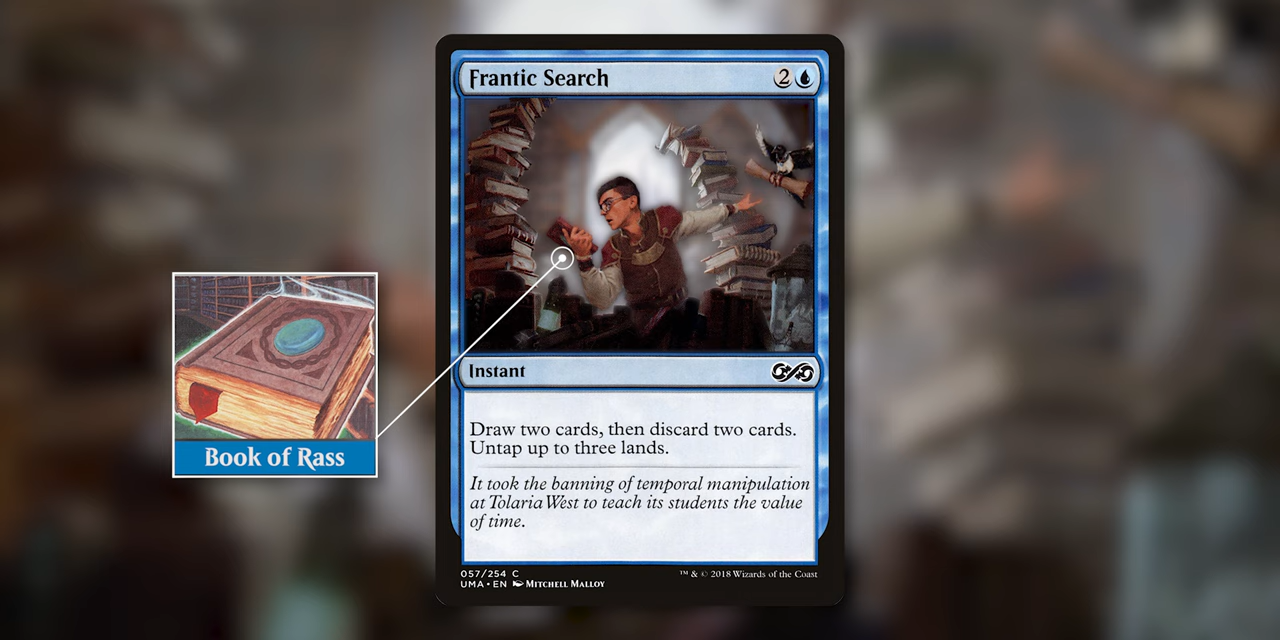 Frantic Search 2
Book of Rass
Instant
Draw two cards, then discard two cards.
Untap up to three lands.
It took the banning of temporal manipulation
at Tolaria West to teach its students the value
of time.
057/254 C
UMA • EN Mitchell Malloy
™ & © 2018 Wizards of the Coast